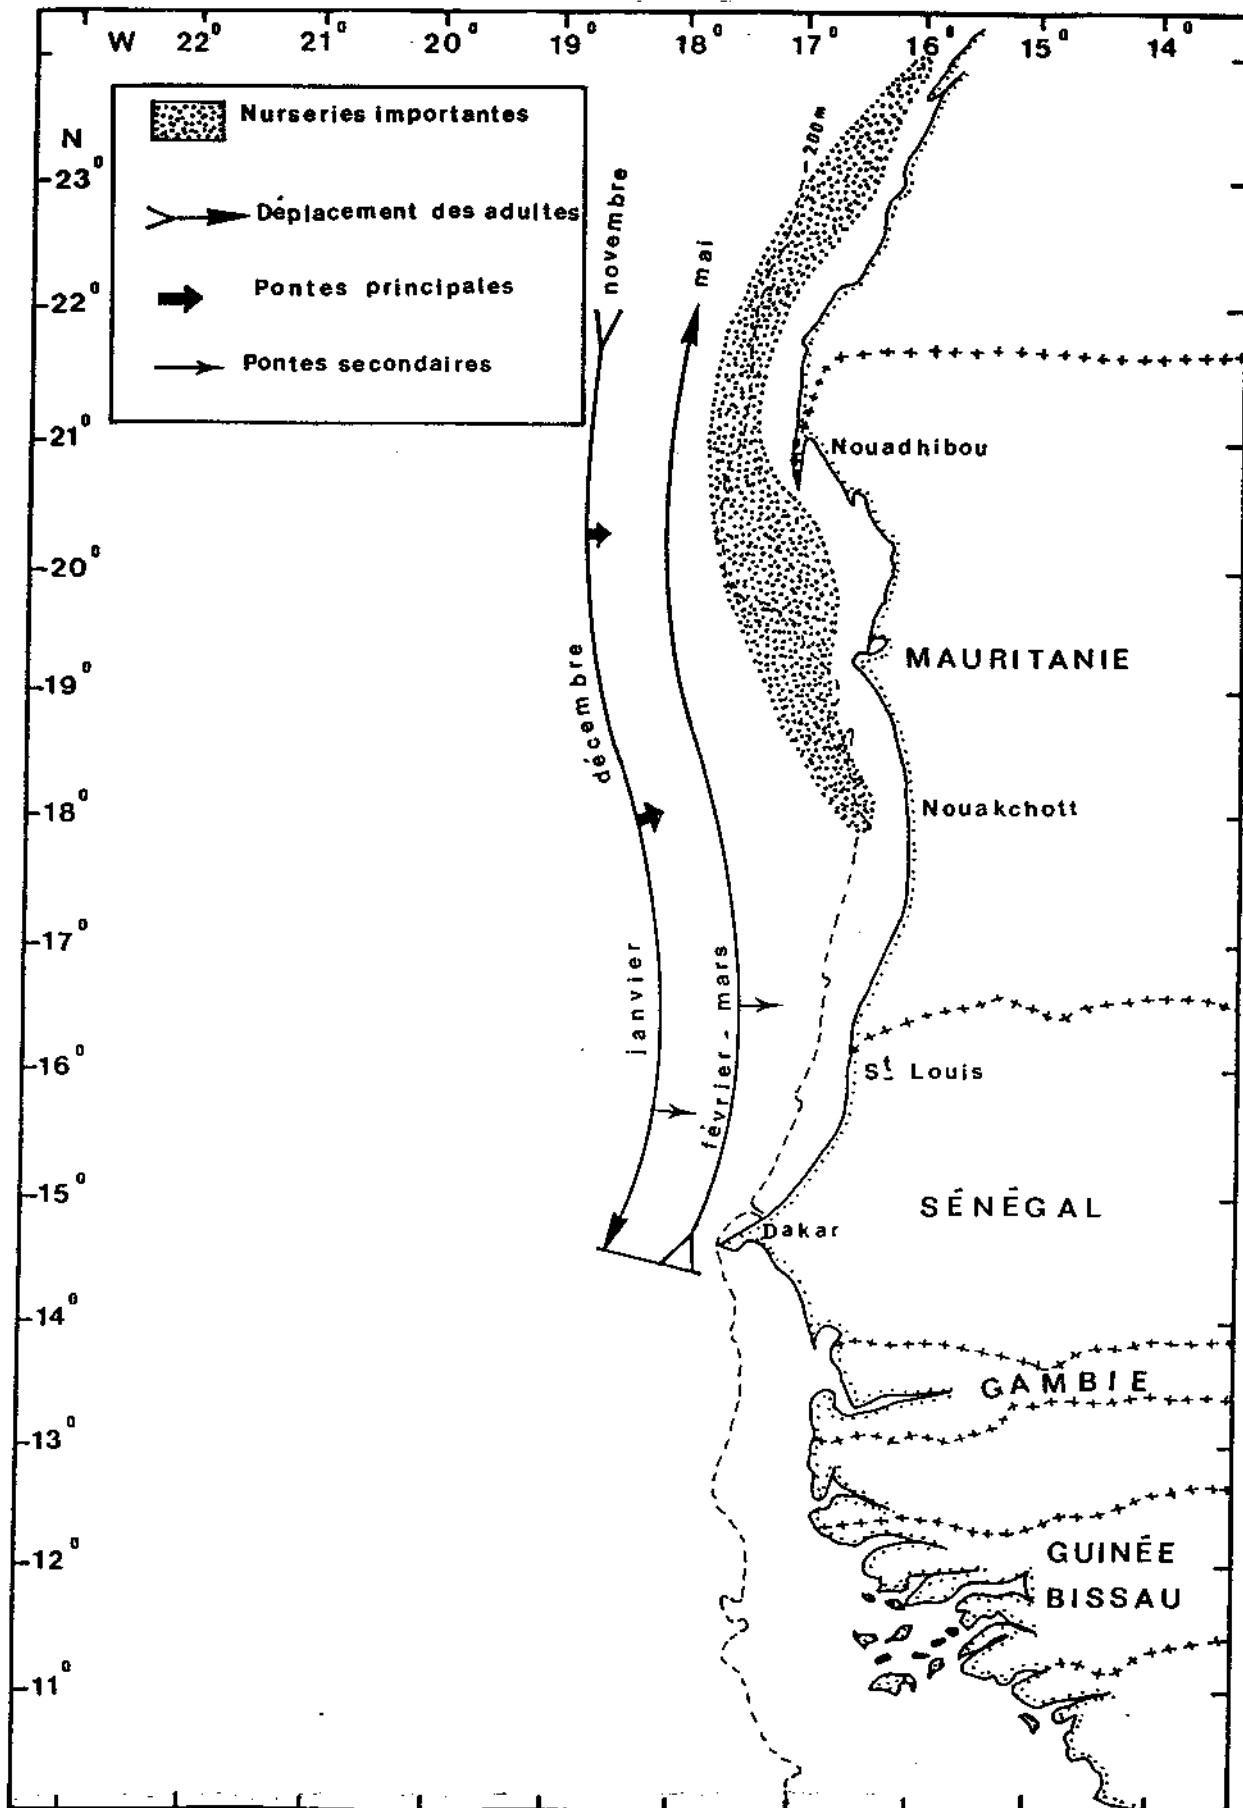 W 22° 21° 20° 19° 18° 17° 16° 15° 14°
N
-23°
-22°
-21°
-20°
-19°
-18°
-17°
-16°
-15°
-14°
-13°
-12°
-11°
Nurseries importantes
Déplacement des adultes
Pontes principales
Pontes secondaires
novembre
mai
-200m
décembre
janvier
février - mars
Nouadhibou
MAURITANIE
Nouakchott
St Louis
SÉNÉGAL
Dakar
GAMBIE
GUINÉE
BISSAU